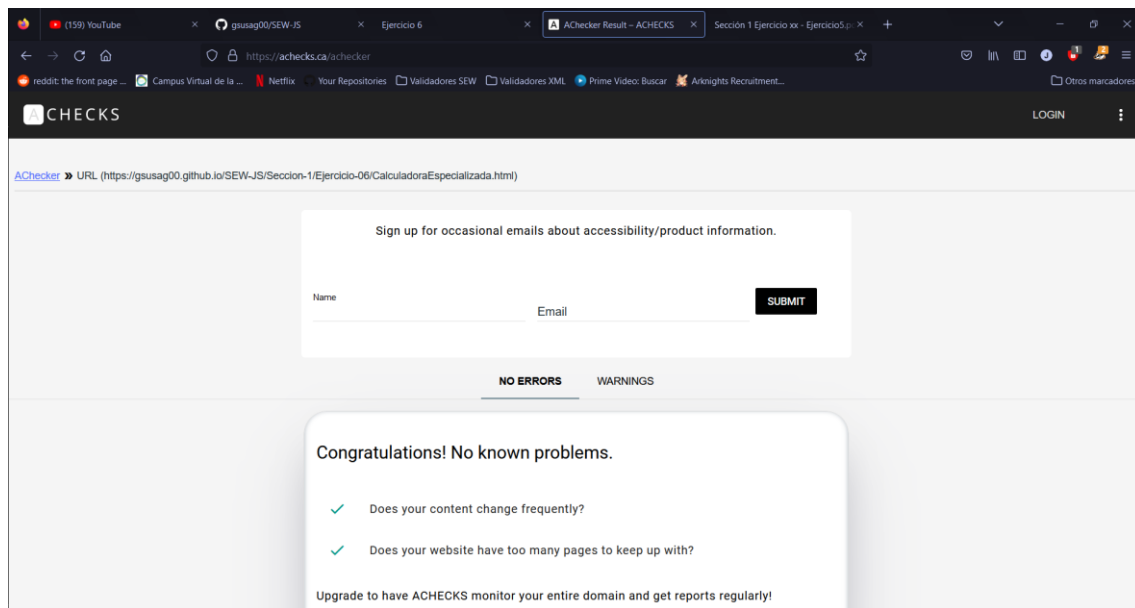 (159) YouTube
gsusag00/SEW-JS
Ejercicio 6
A AChecker Result – ACHECKS
Sección 1 Ejercicio xx - Ejercicio5.p
https://achecks.ca/achecker
reddit: the front page ... Campus Virtual de la ... Netflix Your Repositories Validadores SEW Validadores XML Prime Video: Buscar Arknights Recruitment... Otros marcadores
ACHECKS LOGIN
AChecker » URL (https://gsusag00.github.io/SEW-JS/Seccion-1/Ejercicio-06/CalculadoraEspecializada.html)
Sign up for occasional emails about accessibility/product information.
Name
Email
SUBMIT
NO ERRORS WARNINGS
Congratulations! No known problems.
Does your content change frequently?
Does your website have too many pages to keep up with?
Upgrade to have ACHECKS monitor your entire domain and get reports regularly!